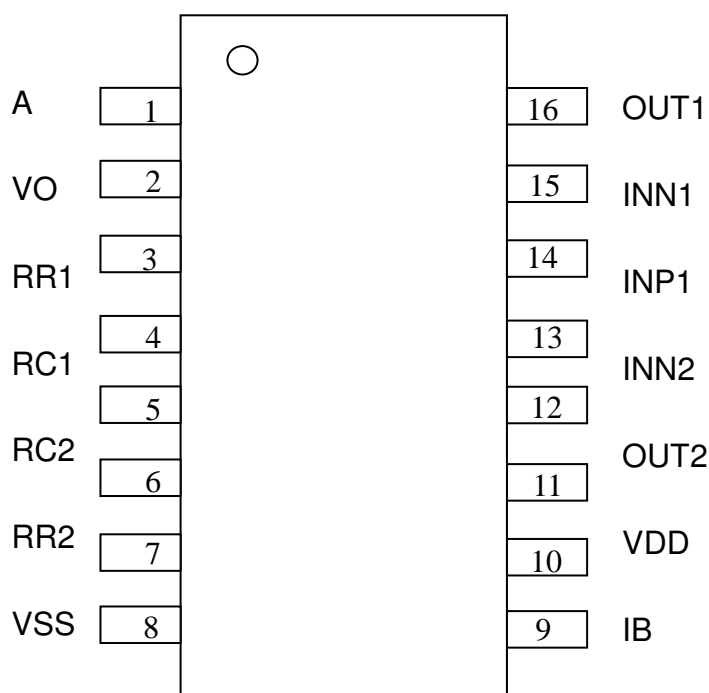 A 1 16 OUT1
VO 2 15 INN1
RR1 3 14 INP1
RC1 4 13 INN2
5 12
RC2 6 11 OUT2
RR2 7 10 VDD
VSS 8 9 IB